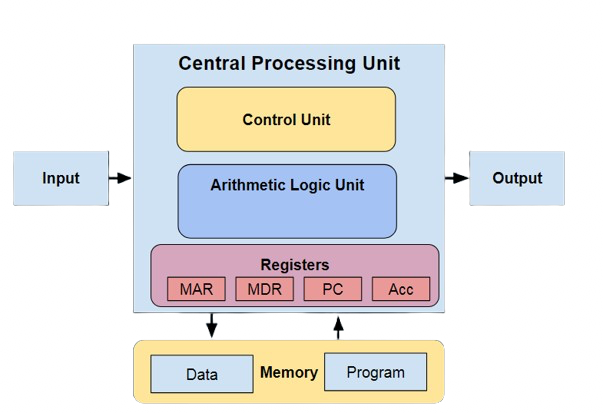 Central Processing Unit
Control Unit
Input
Arithmetic Logic Unit
Output
Registers
MAR MDR PC Acc
Data Memory Program